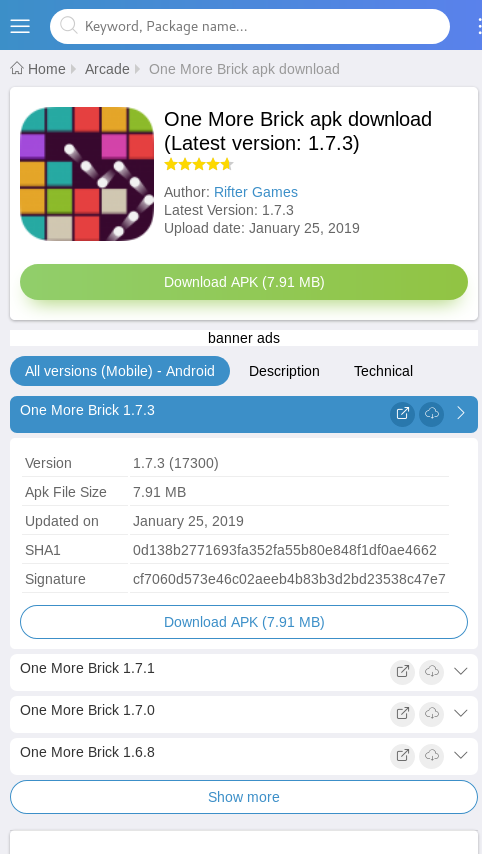 Keyword, Package name...
Home Arcade One More Brick apk download
One More Brick apk download
(Latest version: 1.7.3)
Author: Rifter Games
Latest Version: 1.7.3
Upload date: January 25, 2019
Download APK (7.91 MB)
banner ads
All versions (Mobile) - Android Description Technical
One More Brick 1.7.3
Version 1.7.3 (17300)
Apk File Size 7.91 MB
Updated on January 25, 2019
SHA1 0d138b2771693fa352fa55b80e848f1df0ae4662
Signature cf7060d573e46c02aeeb4b83b3d2bd23538c47e7
Download APK (7.91 MB)
One More Brick 1.7.1
One More Brick 1.7.0
One More Brick 1.6.8
Show more